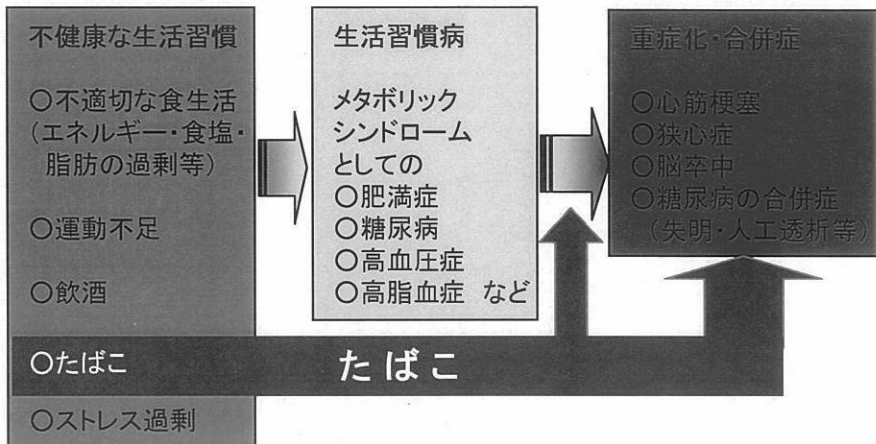 不健康な生活習慣
○不適切な食生活
(エネルギー・食塩・
脂肪の過剰等)
○運動不足
○飲酒
○たばこ
○ストレス過剰
生活習慣病
メタボリック
シンドローム
としての
○肥満症
○糖尿病
○高血圧症
○高脂血症 など
重症化・合併症
○心筋梗塞
○狭心症
○脳卒中
○糖尿病の合併症
(失明・人工透析等)
たばこ